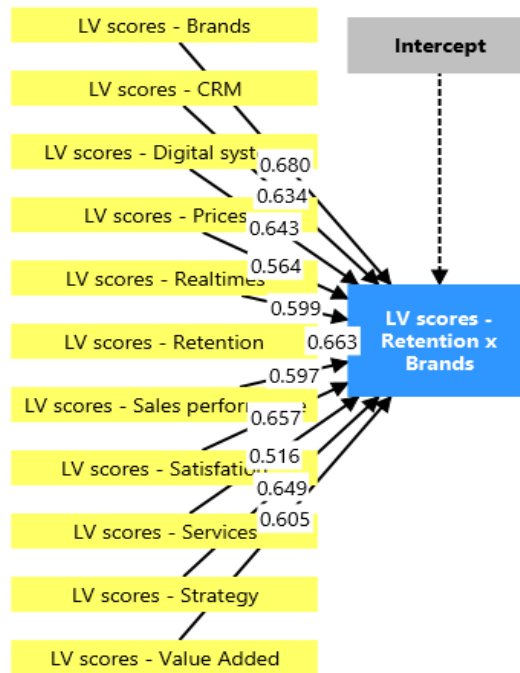 LV scores - Brands
Intercept
LV scores - CRM
LV scores - Digital syst
0.680
0.634
LV scores - Prices
0.643
0.564
LV scores - Realtimes
0.599
LV scores - Retention
0.663
LV scores -
Retention x
Brands
0.597
LV scores - Sales perfor e
0.657
0.516
LV scores - Satisfation
0.649
0.605
LV scores - Services
LV scores - Strategy
LV scores - Value Added